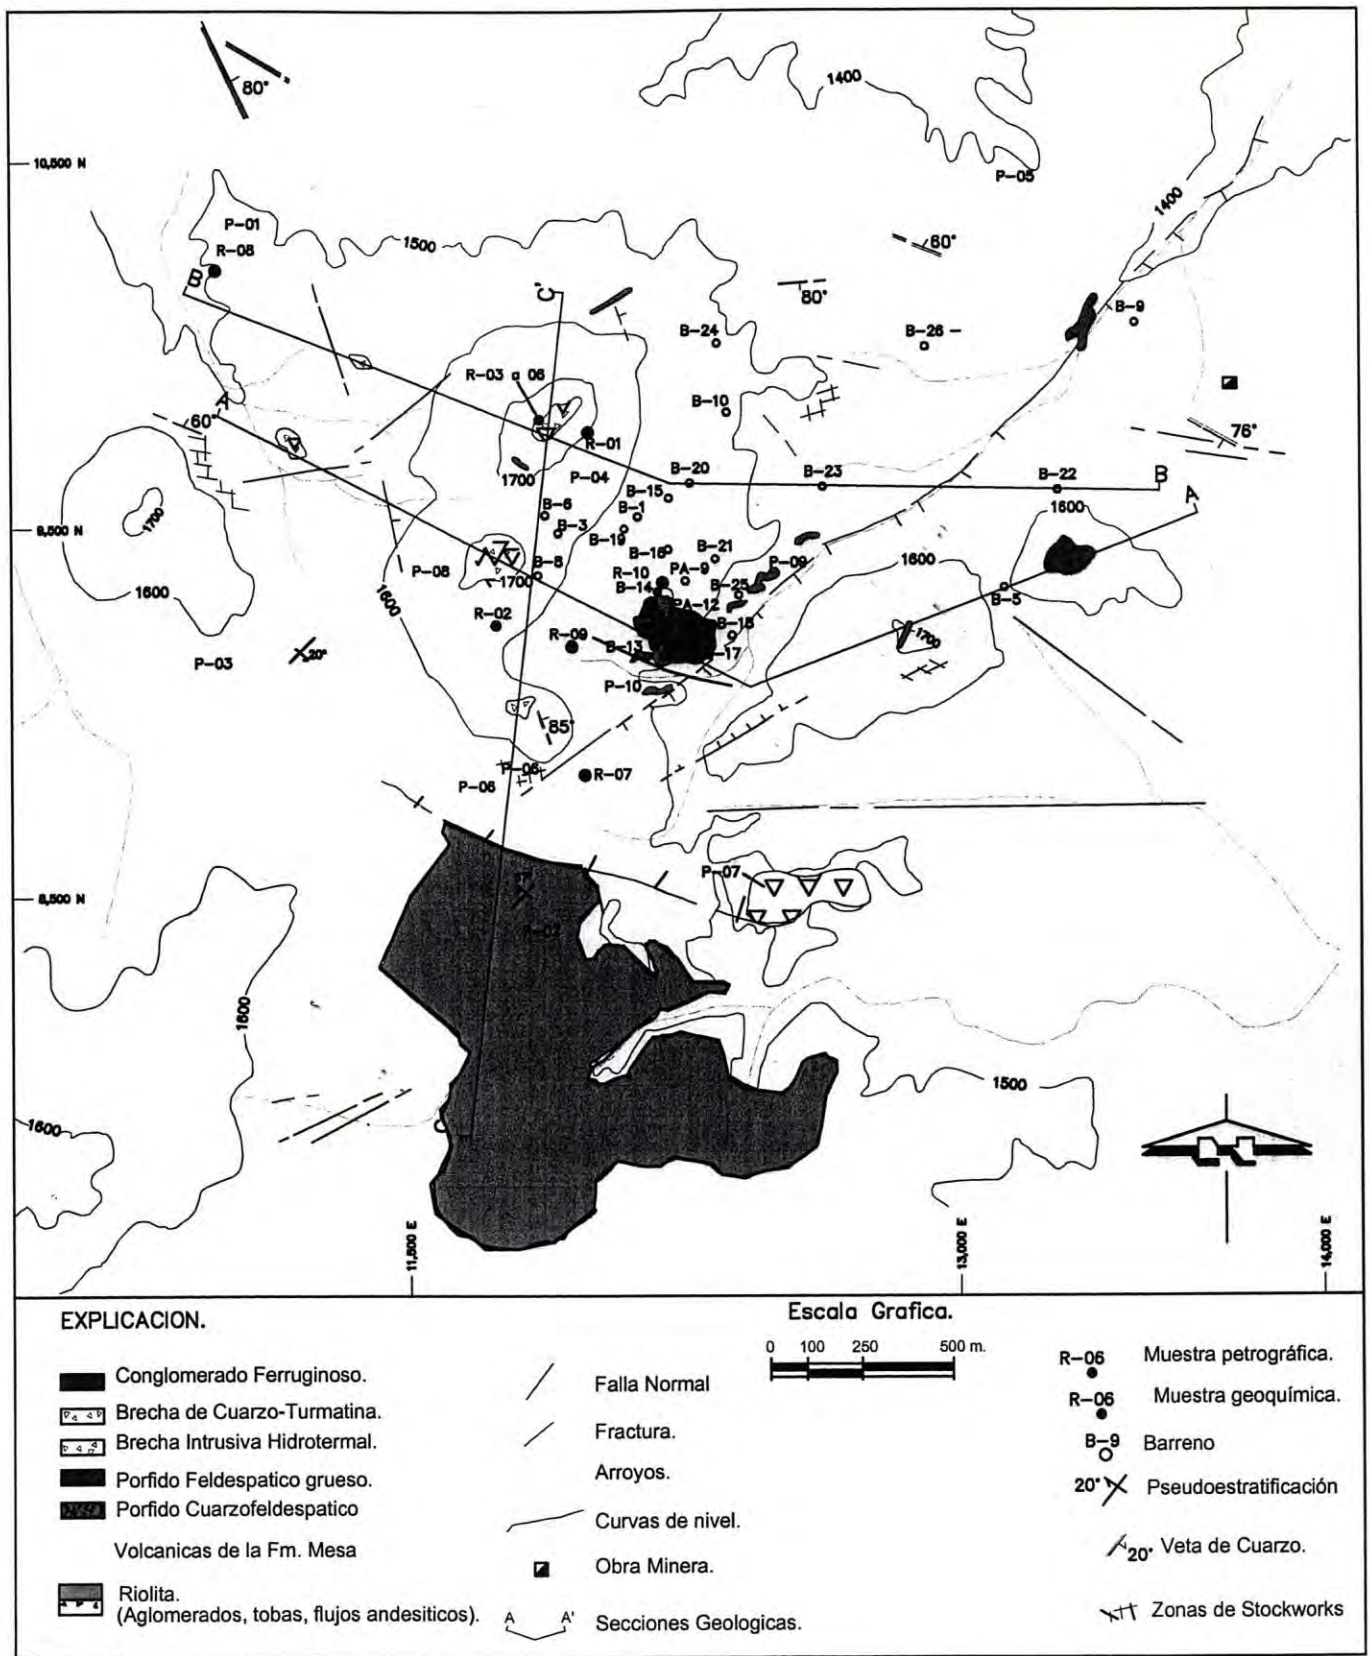 80°
1400
10,500 N
P-05
1400
P-01
R-08
1500
60°
B
C'
80°
B-9
B-24
B-26
R-03 a 06
A
60°
B-10
76°
R-01
1700
P-04
B-20
B-23
B-22
B
A
B-15
1700
B-6
B-1
1600
9,500 N
B-3
B-19
B-16
B-21
P-09
1600
P-08
1700
B-8
R-10
PA-9
B-25
B-5
1600
1600
B-14
PA-12
R-02
B-18
1700
R-09
B-13
17
P-03
20°
P-10
85°
P-06
R-07
P-06
P-07
8,500 N
1600
1500
1600
C
11,500 E
13,000 E
14,000 E
EXPLICACION.
Conglomerado Ferruginoso.
Brecha de Cuarzo-Turmatina.
Brecha Intrusiva Hidrotermal.
Porfido Feldespatico grueso.
Porfido Cuarzofeldespatico
Volcanicas de la Fm. Mesa
Riolita.
(Aglomerados, tobas, flujos andesiticos).
Falla Normal
Fractura.
Arroyos.
Curvas de nivel.
Obra Minera.
A A' Secciones Geologicas.
Escala Grafica.
0 100 250 500 m.
R-06 Muestra petrográfica.
R-06 Muestra geoquímica.
B-9 Barreno
20° Pseudoestratificación
20° Veta de Cuarzo.
Zonas de Stockworks